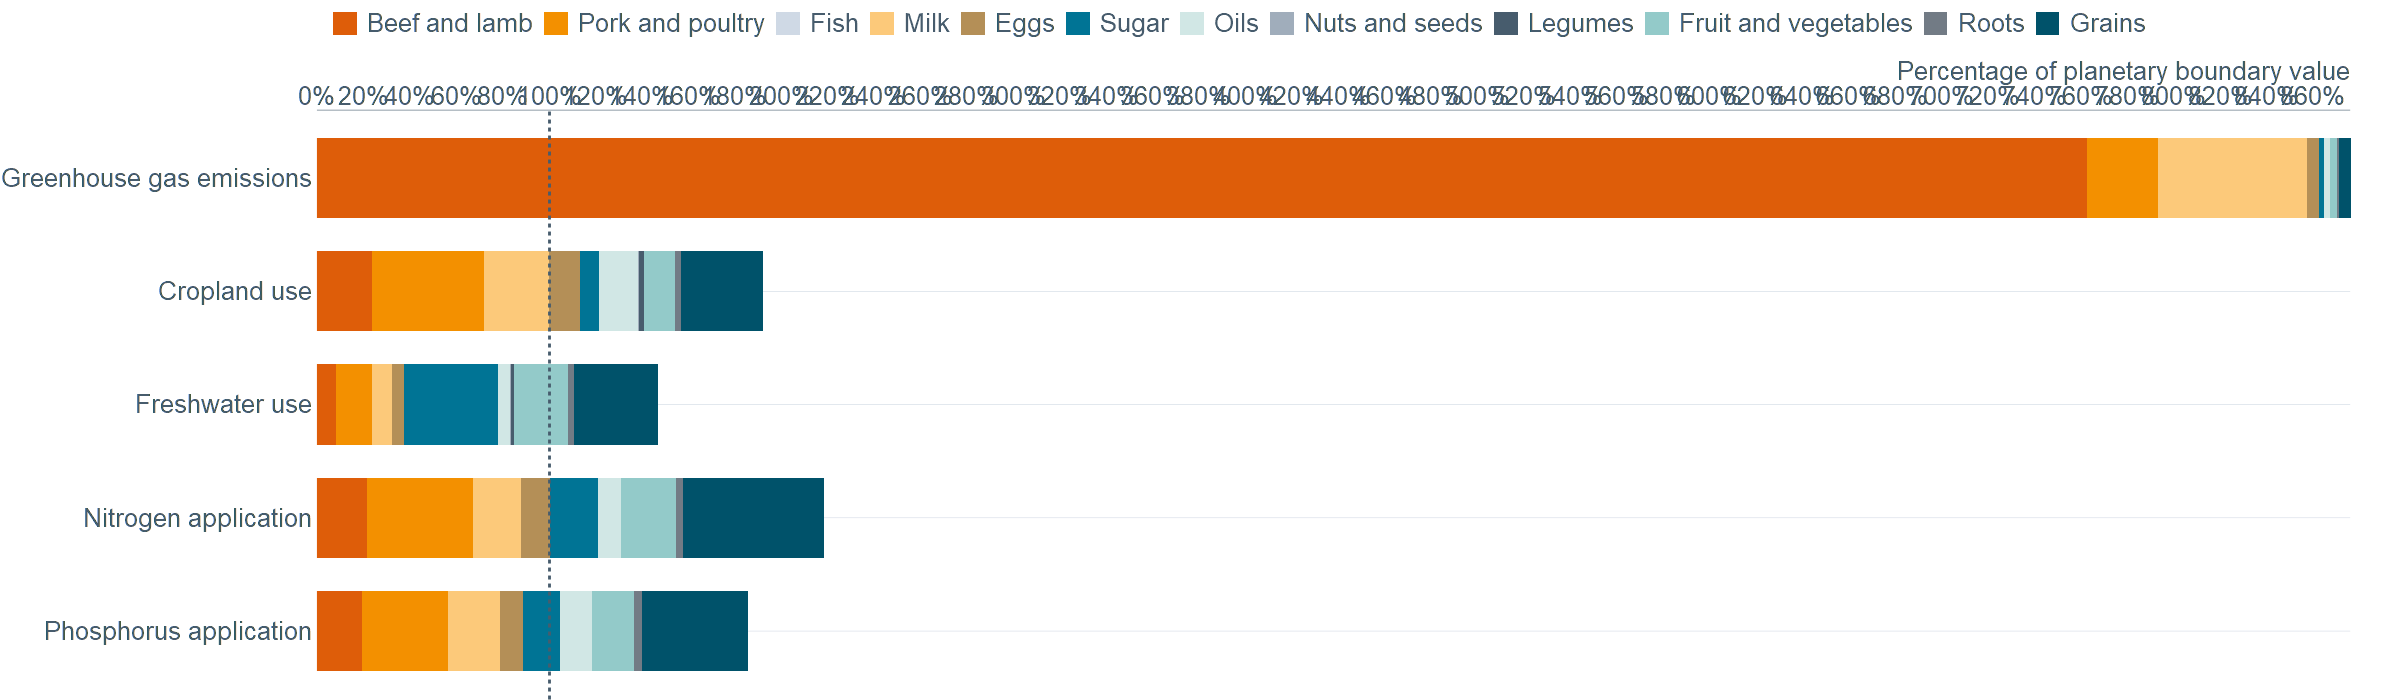 Beef and lamb Pork and poultry Fish Milk Eggs Sugar Oils Nuts and seeds Legumes Fruit and vegetables Roots Grains
Percentage of planetary boundary value
0% 20% 40% 60% 80% 100% 120% 140% 160% 180% 200% 220% 240% 260% 280% 300% 320% 340% 360% 380% 400% 420% 440% 460% 480% 500% 520% 540% 560% 580% 600% 620% 640% 660% 680% 700% 720% 740% 760% 780% 800% 820% 840% 860%
Greenhouse gas emissions
Cropland use
Freshwater use
Nitrogen application
Phosphorus application